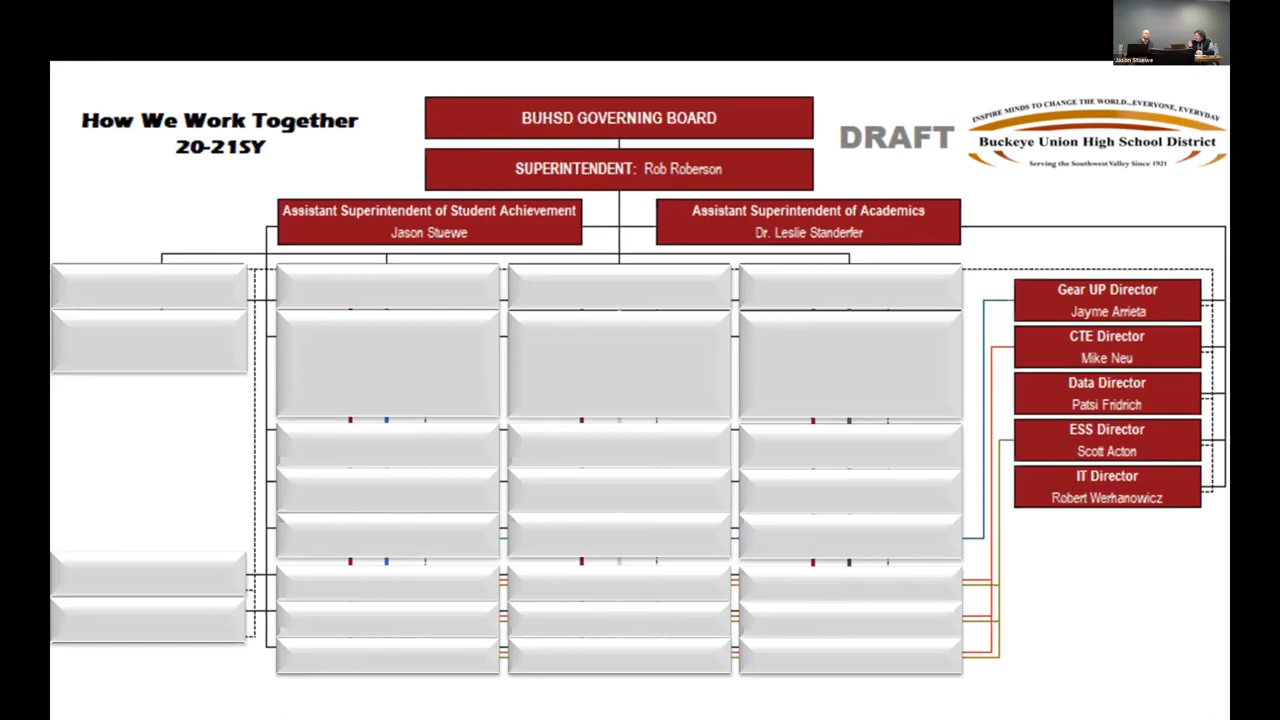 Jason Stuewe
How We Work Together
20-21SY
BUHSD GOVERNING BOARD
SUPERINTENDENT: Rob Roberson
DRAFT
INSPIRE MINDS TO CHANGE THE WORLD...EVERYONE, EVERYDAY
Buckeye Union High School District
Serving the Southwest Valley Since 1921
Assistant Superintendent of Student Achievement
Jason Stuewe
Assistant Superintendent of Academics
Dr. Leslie Standerfer
Gear UP Director
Jayme Arrieta
CTE Director
Mike Neu
Data Director
Patsi Fridrich
ESS Director
Scott Acton
IT Director
Robert Werhanowicz